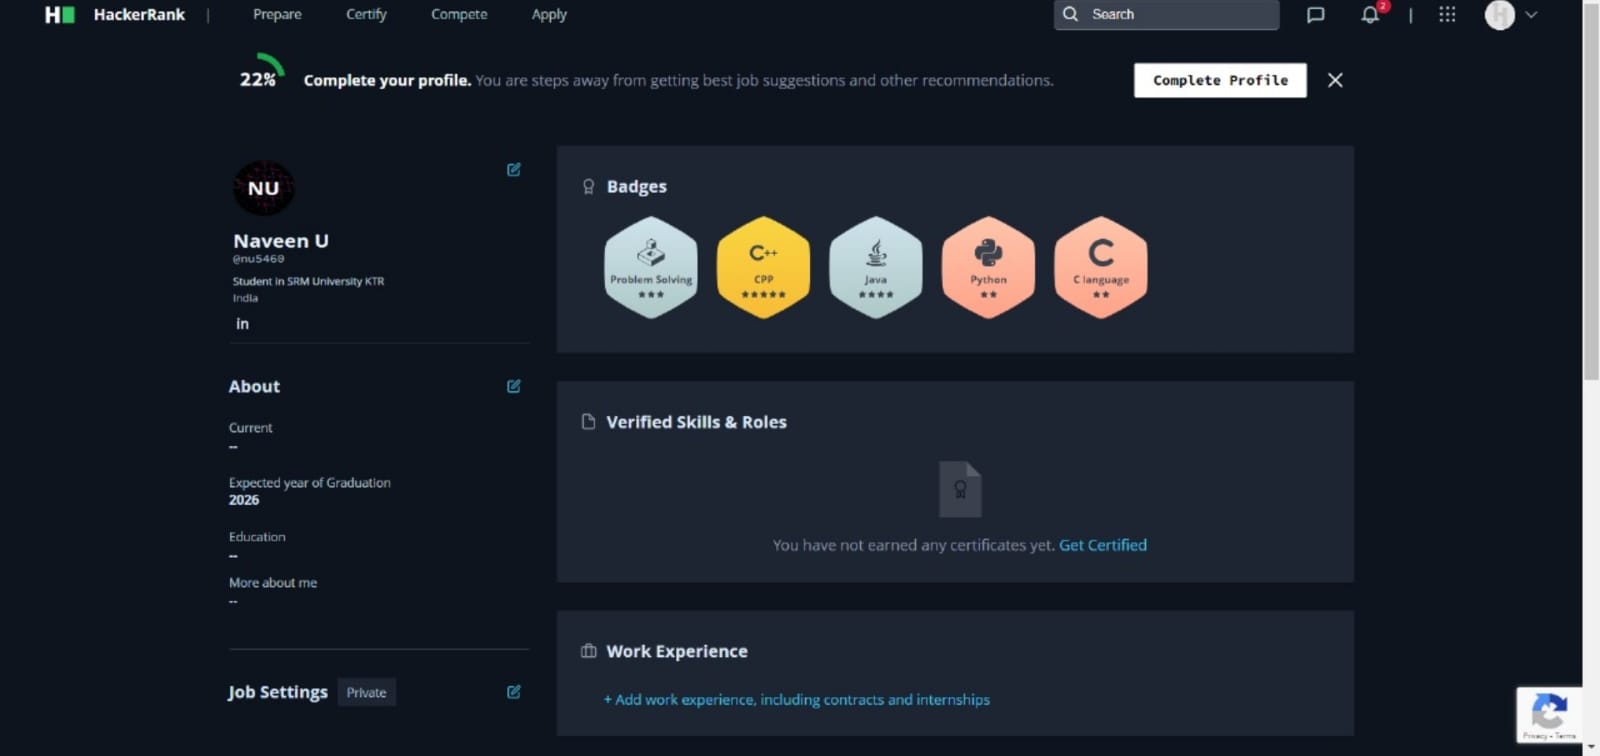 HackerRank | Prepare Certify Compete Apply Search 2 |
22% Complete your profile. You are steps away from getting best job suggestions and other recommendations. Complete Profile
NU
Naveen U
@nu5460
Student in SRM University KTR
India
in
About
Current
--
Expected year of Graduation
2026
Education
--
More about me
--
Job Settings Private
Badges
Problem Solving
★★★
C++
CPP
★★★★★
Java
★★★★
Python
★★
C
C language
★★
Verified Skills & Roles
You have not earned any certificates yet. Get Certified
Work Experience
+ Add work experience, including contracts and internships
Privacy - Terms